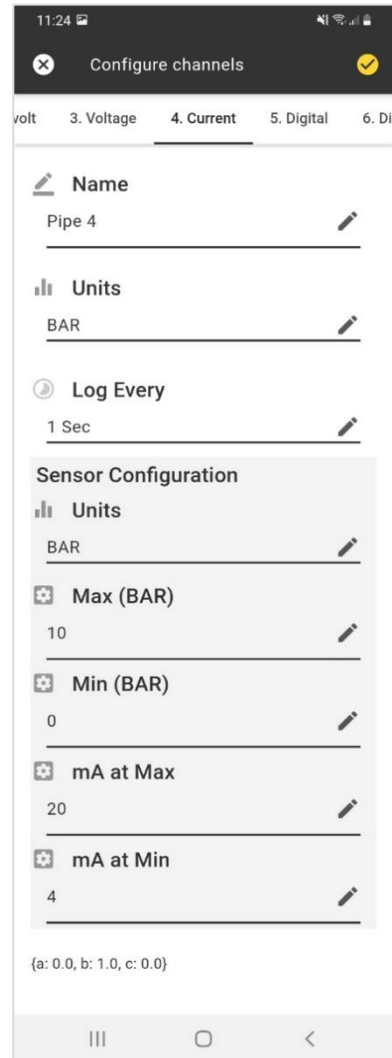 11:24
Configure channels
volt 3. Voltage 4. Current 5. Digital 6. Di
Name
Pipe 4
Units
BAR
Log Every
1 Sec
Sensor Configuration
Units
BAR
Max (BAR)
10
Min (BAR)
0
mA at Max
20
mA at Min
4
{a: 0.0, b: 1.0, c: 0.0}